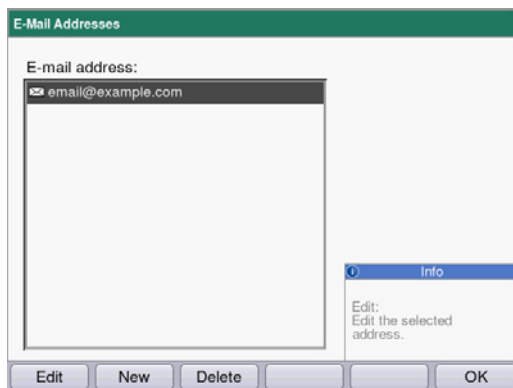 E-Mail Addresses
E-mail address:
email@example.com
Info
Edit:
Edit the selected
address.
Edit
New
Delete
OK